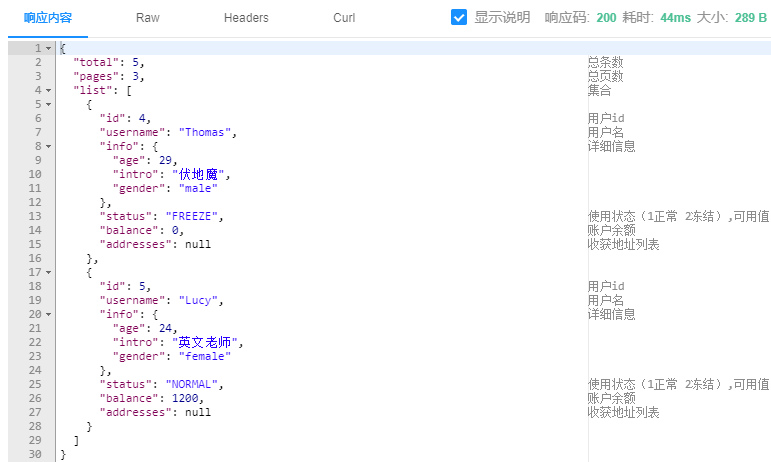 响应内容 Raw Headers Curl 显示说明 响应码: 200 耗时: 44ms 大小: 289 B
1 {
2 "total": 5, 总条数
3 "pages": 3, 总页数
4 "list": [ 集合
5 {
6 "id": 4, 用户id
7 "username": "Thomas", 用户名
8 "info": { 详细信息
9 "age": 29,
10 "intro": "伏地魔",
11 "gender": "male"
12 },
13 "status": "FREEZE", 使用状态（1正常 2冻结）,可用值
14 "balance": 0, 账户余额
15 "addresses": null 收获地址列表
16 },
17 {
18 "id": 5, 用户id
19 "username": "Lucy", 用户名
20 "info": { 详细信息
21 "age": 24,
22 "intro": "英文老师",
23 "gender": "female"
24 },
25 "status": "NORMAL", 使用状态（1正常 2冻结）,可用值
26 "balance": 1200, 账户余额
27 "addresses": null 收获地址列表
28 }
29 ]
30 }